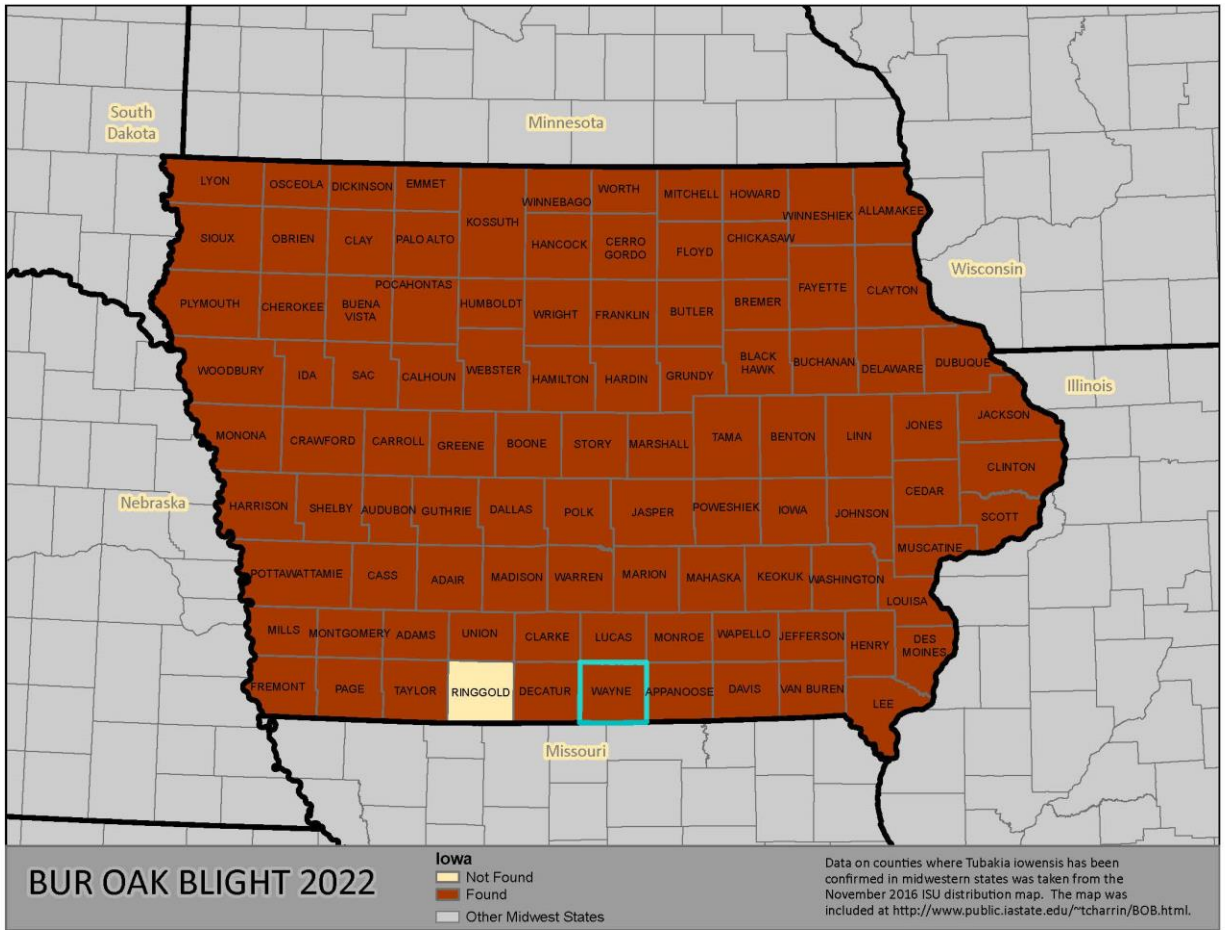 South
Dakota
Minnesota
LYON
OSCEOLA
DICKINSON
EMMET
KOSSUTH
WINNEBAGO
WORTH
MITCHELL
HOWARD
WINNESHIEK
ALLAMAKEE
SIOUX
OBRIEN
CLAY
PALO ALTO
HANCOCK
CERRO
GORDO
FLOYD
CHICKASAW
Wisconsin
PLYMOUTH
CHEROKEE
BUENA
VISTA
POCAHONTAS
HUMBOLDT
WRIGHT
FRANKLIN
BUTLER
BREMER
FAYETTE
CLAYTON
WOODBURY
IDA
SAC
CALHOUN
WEBSTER
HAMILTON
HARDIN
GRUNDY
BLACK
HAWK
BUCHANAN
DELAWARE
DUBUQUE
Illinois
MONONA
CRAWFORD
CARROLL
GREENE
BOONE
STORY
MARSHALL
TAMA
BENTON
LINN
JONES
JACKSON
CLINTON
Nebraska
HARRISON
SHELBY
AUDUBON
GUTHRIE
DALLAS
POLK
JASPER
POWESHIEK
IOWA
JOHNSON
CEDAR
SCOTT
MUSCATINE
POTTAWATTAMIE
CASS
ADAIR
MADISON
WARREN
MARION
MAHASKA
KEOKUK
WASHINGTON
LOUISA
MILLS
MONTGOMERY
ADAMS
UNION
CLARKE
LUCAS
MONROE
WAPELLO
JEFFERSON
HENRY
DES
MOINES
FREMONT
PAGE
TAYLOR
RINGGOLD
DECATUR
WAYNE
APPANOOSE
DAVIS
VAN BUREN
LEE
Missouri
BUR OAK BLIGHT 2022
Iowa
Not Found
Found
Other Midwest States
Data on counties where Tubakia iowensis has been
confirmed in midwestern states was taken from the
November 2016 ISU distribution map.  The map was
included at http://www.public.iastate.edu/~tcharrin/BOB.html.